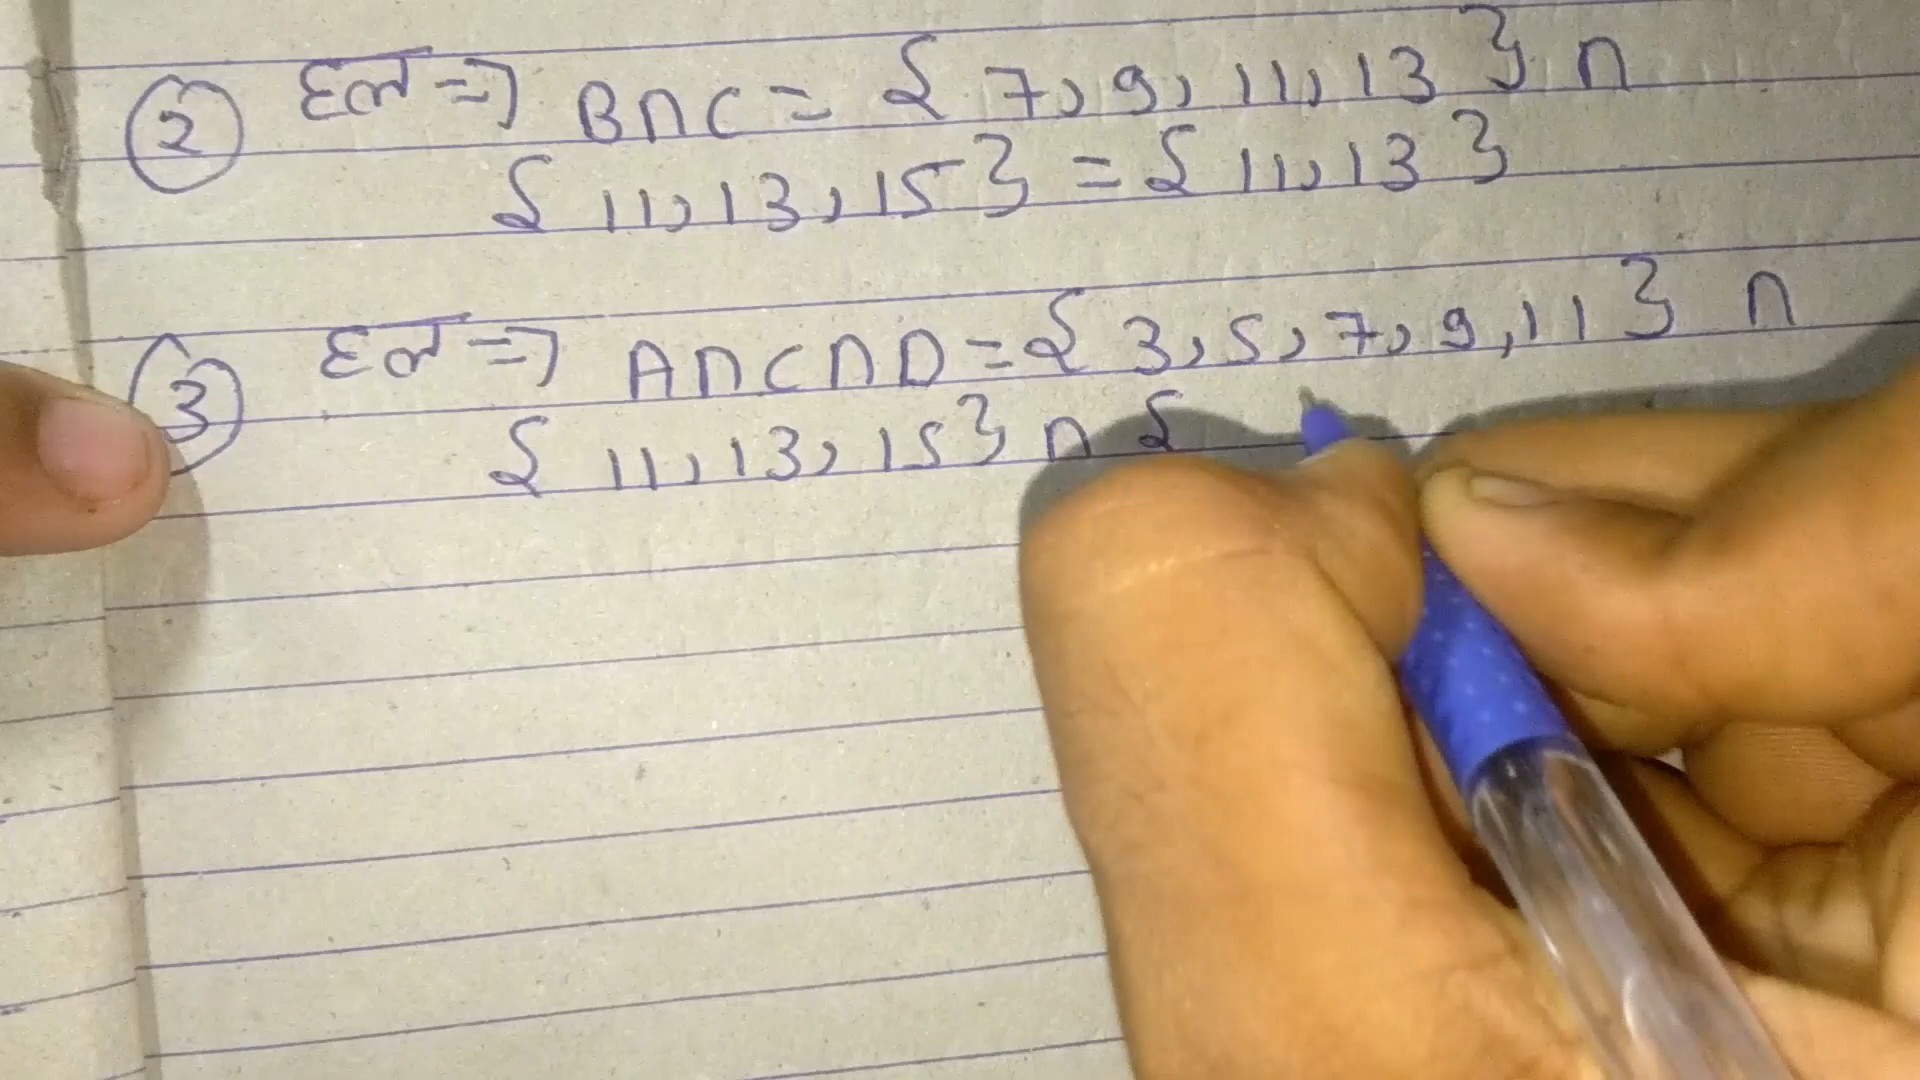 2 हल => B∩C = { 7, 9, 11, 13 } ∩
{ 11, 13, 15 } = { 11, 13 }
3 हल => A∩C∩D = { 3, 5, 7, 9, 11 } ∩
{ 11, 13, 15 } ∩ {